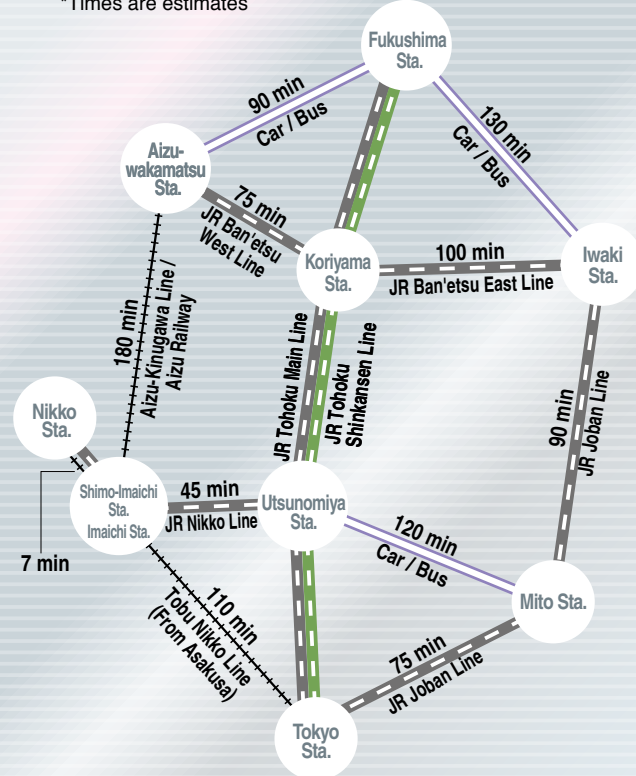 *Times are estimates
Fukushima
Sta.
90 min
Car / Bus
130 min
Car / Bus
Aizu-
wakamatsu
Sta.
75 min
JR Ban'etsu
West Line
Koriyama
Sta.
100 min
JR Ban'etsu East Line
Iwaki
Sta.
180 min
Aizu-Kinugawa Line /
Aizu Railway
JR Tohoku Main Line
JR Tohoku
Shinkansen Line
90 min
JR Joban Line
Nikko
Sta.
Shimo-Imaichi
Sta.
Imaichi Sta.
45 min
JR Nikko Line
Utsunomiya
Sta.
7 min
120 min
Car / Bus
Mito Sta.
110 min
Tobu Nikko Line
(From Asakusa)
75 min
JR Joban Line
Tokyo
Sta.